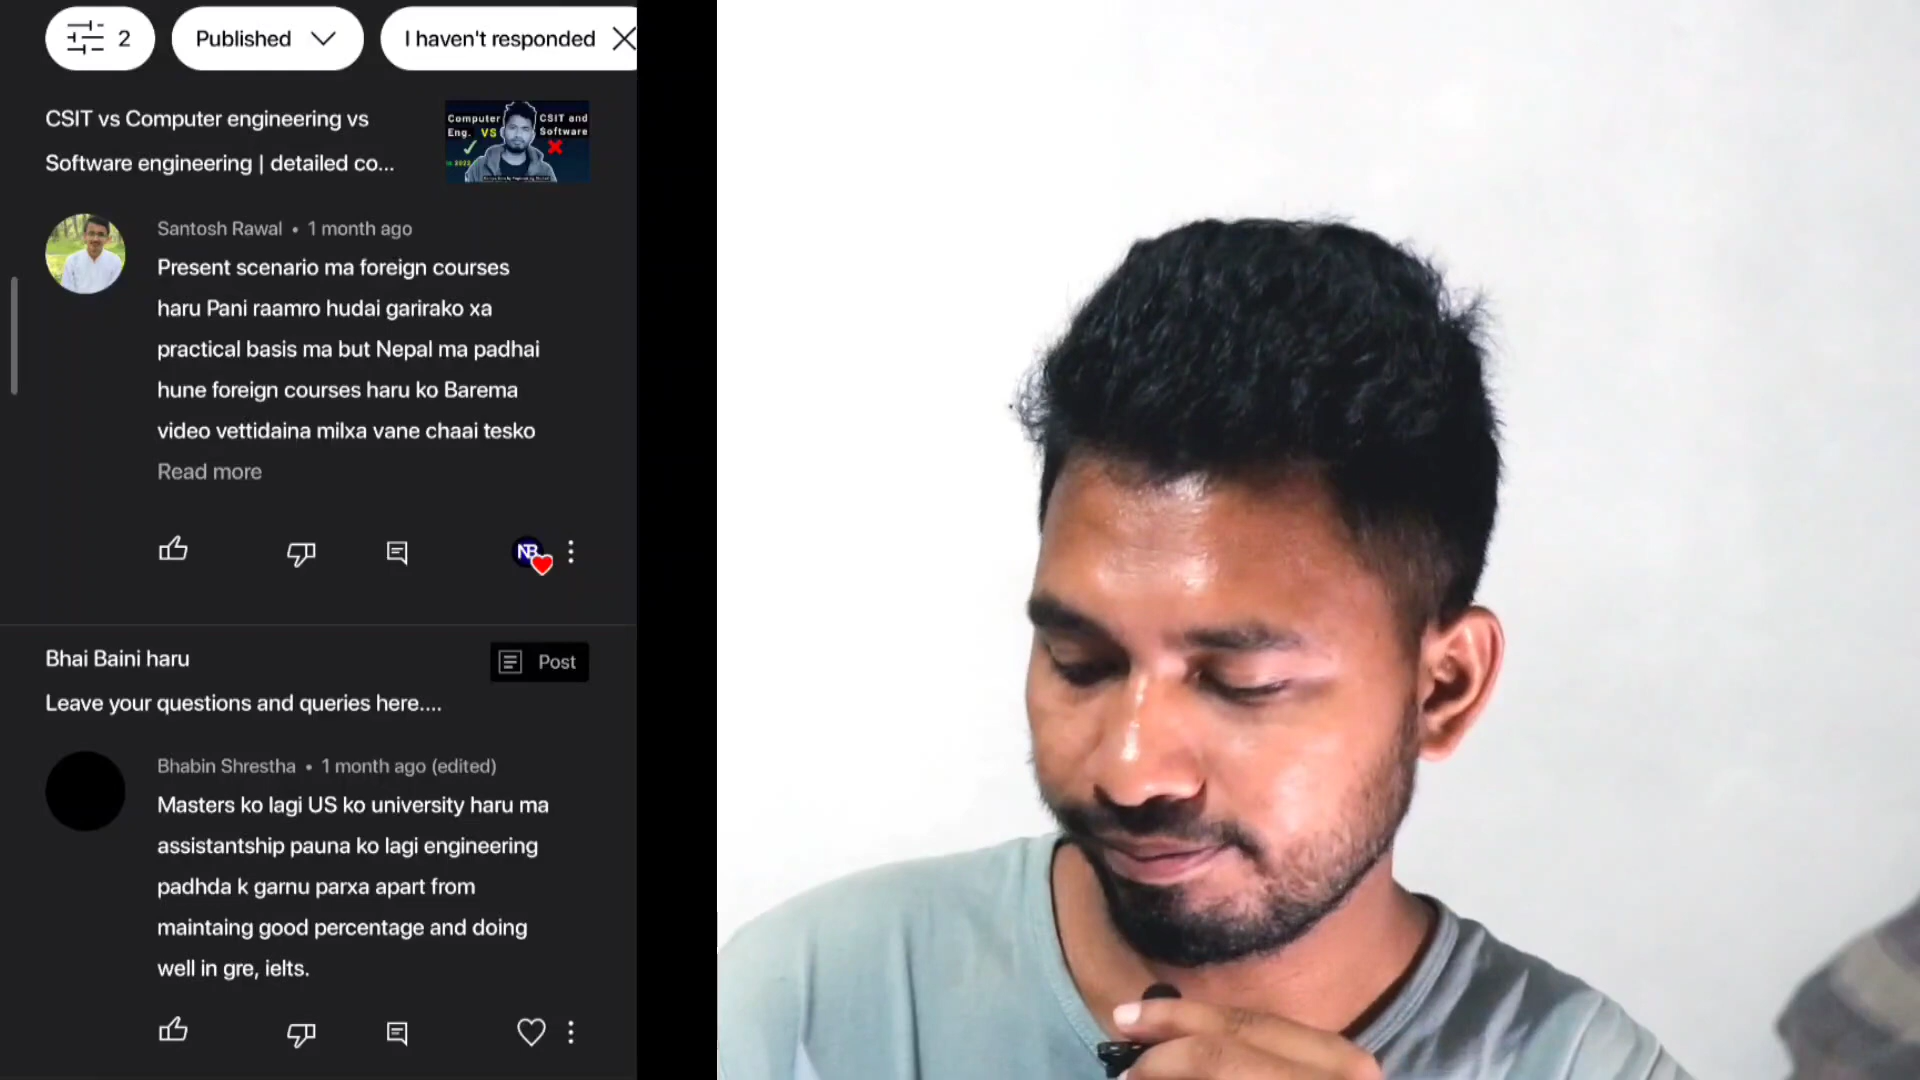 2
Published
I haven't responded
CSIT vs Computer engineering vs
Software engineering | detailed co...
Computer
Eng. VS
CSIT and
Software
Santosh Rawal • 1 month ago
Present scenario ma foreign courses
haru Pani raamro hudai garirako xa
practical basis ma but Nepal ma padhai
hune foreign courses haru ko Barema
video vettidaina milxa vane chaai tesko
Read more
NB
Bhai Baini haru
Post
Leave your questions and queries here....
Bhabin Shrestha • 1 month ago (edited)
Masters ko lagi US ko university haru ma
assistantship pauna ko lagi engineering
padhda k garnu parxa apart from
maintaing good percentage and doing
well in gre, ielts.